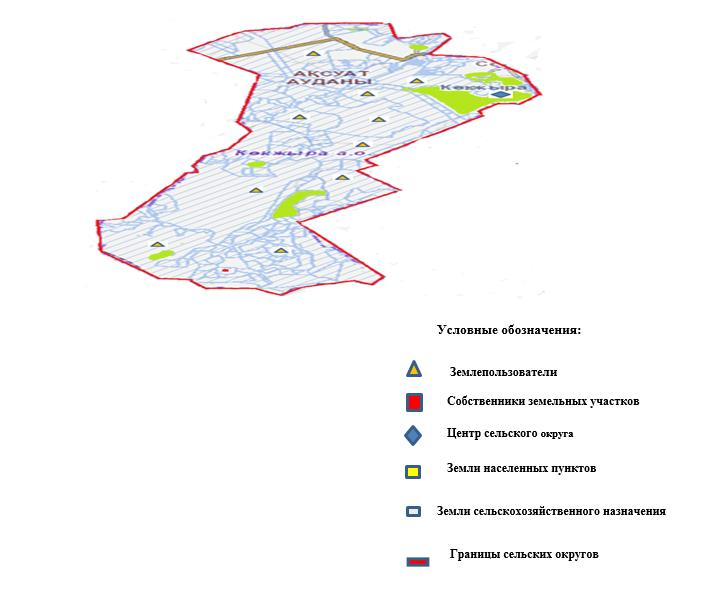 АҚСУАТ
АУДАНЫ
Көкжыра
Көкжыра а.о.
Условные обозначения:
Землепользователи
Собственники земельных участков
Центр сельского округа
Земли населенных пунктов
Земли сельскохозяйственного назначения
Границы сельских округов